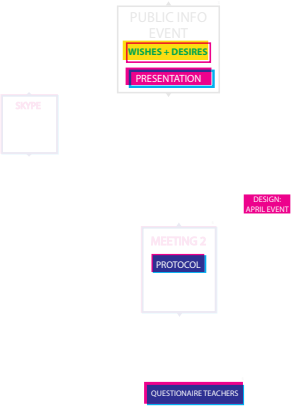 PUBLIC INFO
EVENT
WISHES + DESIRES
PRESENTATION
SKYPE
DESIGN:
APRIL EVENT
MEETING 2
PROTOCOL
QUESTIONAIRE TEACHERS